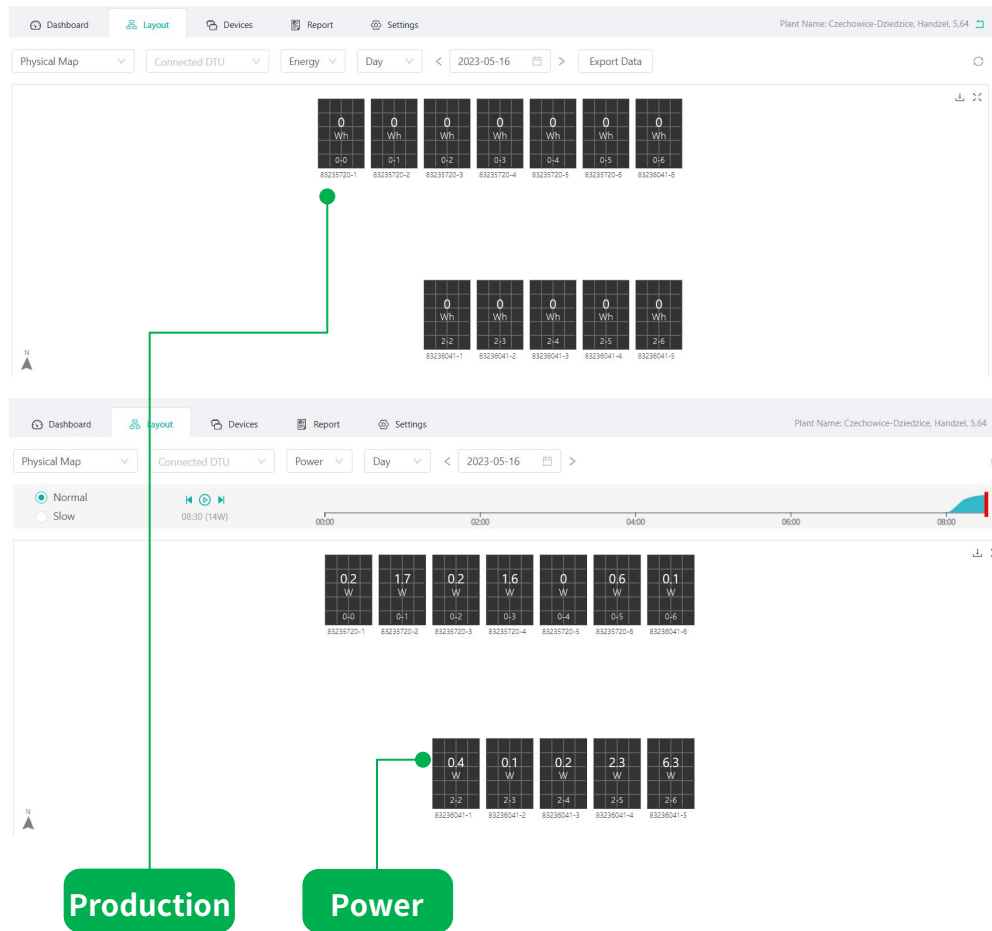 Dashboard Layout Devices Report Settings Plant Name: Czechowice-Dziedzice, Handzel, 5,64
Physical Map Connected DTU Energy Day < 2023-05-16 > Export Data
0 0 0 0 0 0 0
Wh Wh Wh Wh Wh Wh Wh
0-0 0-1 0-2 0-3 0-4 0-5 0-6
83235720-1 83235720-2 83235720-3 83235720-4 83235720-5 83235720-6 83236041-6
0 0 0 0 0
Wh Wh Wh Wh Wh
2-2 2-3 2-4 2-5 2-6
83236041-1 83236041-2 83236041-3 83236041-4 83236041-5
N
Dashboard Layout Devices Report Settings Plant Name: Czechowice-Dziedzice, Handzel, 5,64
Physical Map Connected DTU Power Day < 2023-05-16 >
Normal
Slow 08:30 (14W) 00:00 02:00 04:00 06:00 08:00
0.2 1.7 0.2 1.6 0 0.6 0.1
W W W W W W W
0-0 0-1 0-2 0-3 0-4 0-5 0-6
83235720-1 83235720-2 83235720-3 83235720-4 83235720-5 83235720-6 83236041-6
0.4 0.1 0.2 2.3 6.3
W W W W W
2-2 2-3 2-4 2-5 2-6
83236041-1 83236041-2 83236041-3 83236041-4 83236041-5
N
Production Power